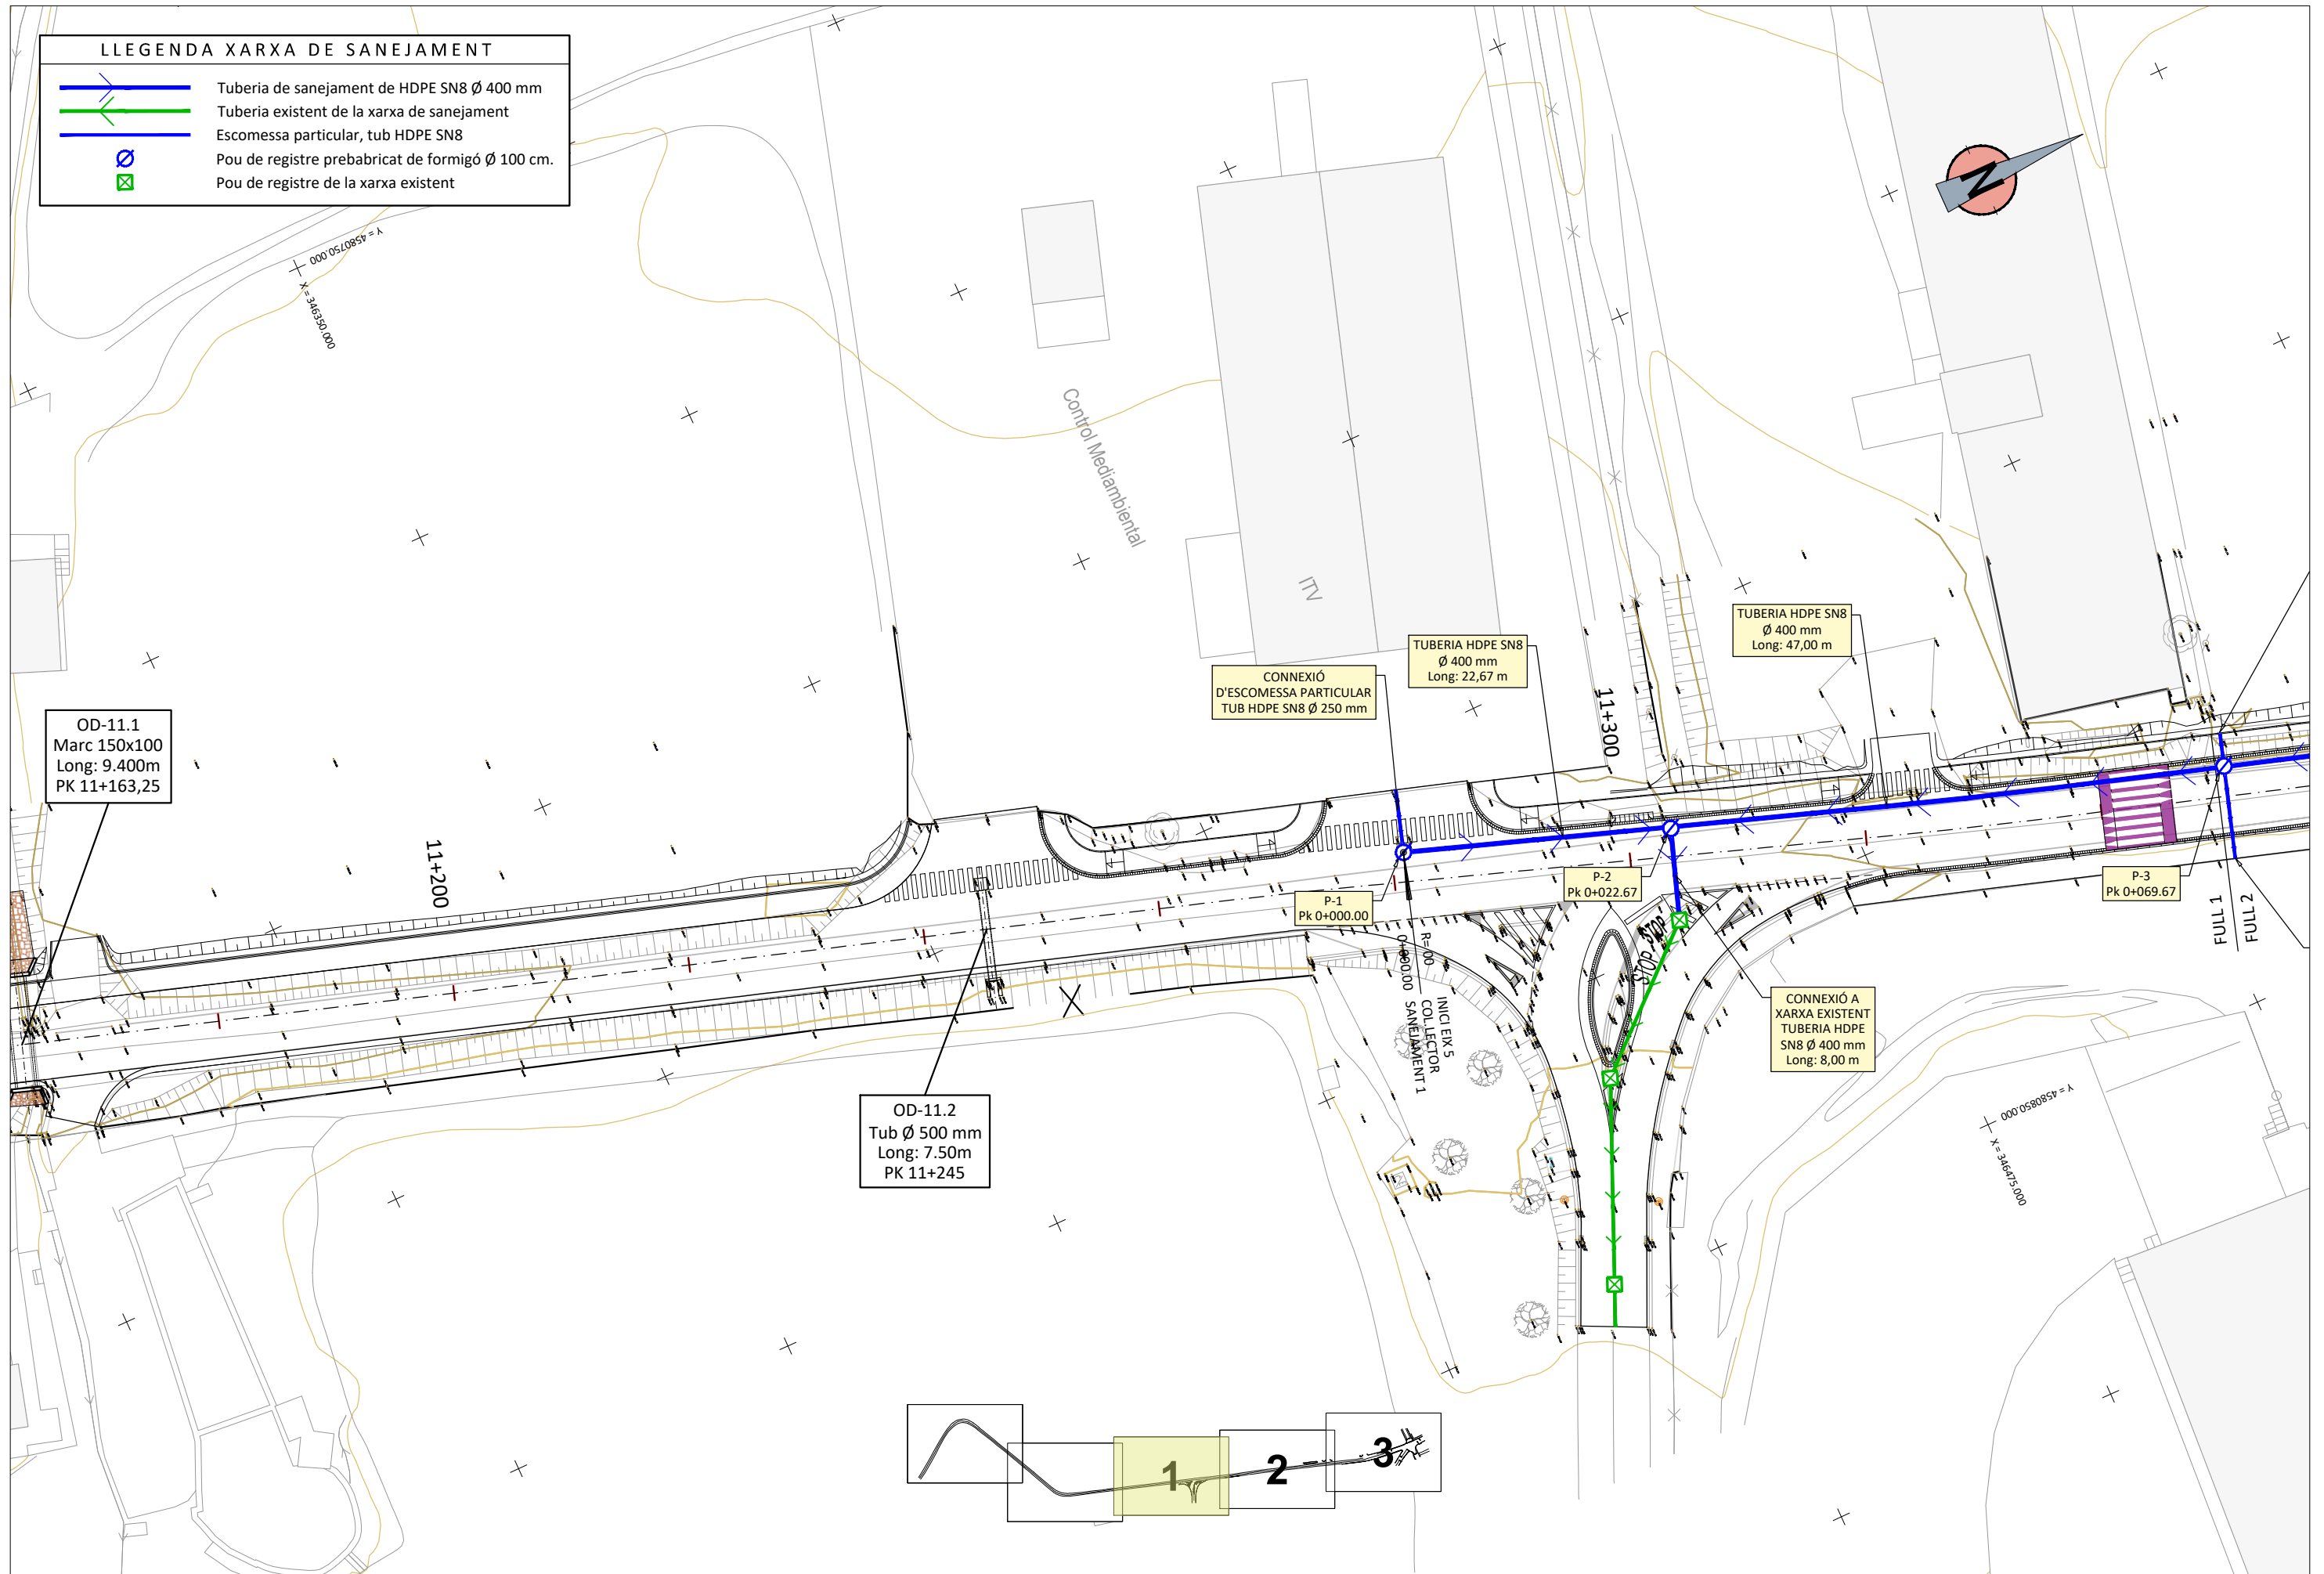 LLEGENDA XARXA DE SANEJAMENT
Tuberia de sanejament de HDPE SN8 Ø 400 mm
Tuberia existent de la xarxa de sanejament
Escomessa particular, tub HDPE SN8
Pou de registre prebabricat de formigó Ø 100 cm.
Pou de registre de la xarxa existent
N
Y = 4580750.000
X = 346350.000
Control Mediambiental
ITV
TUBERIA HDPE SN8
Ø 400 mm
Long: 47,00 m
TUBERIA HDPE SN8
Ø 400 mm
Long: 22,67 m
CONNEXIÓ
D'ESCOMESSA PARTICULAR
TUB HDPE SN8 Ø 250 mm
11+300
OD-11.1
Marc 150x100
Long: 9.400m
PK 11+163,25
11+200
P-1
Pk 0+000.00
P-2
Pk 0+022.67
P-3
Pk 0+069.67
FULL 1
FULL 2
STOP
STOP
R=00
0+000.00
INICI EIX 5
COL.LECTOR
SANEJAMENT 1
CONNEXIÓ A
XARXA EXISTENT
TUBERIA HDPE
SN8 Ø 400 mm
Long: 8,00 m
OD-11.2
Tub Ø 500 mm
Long: 7.50m
PK 11+245
Y = 4580850.000
X = 346475.000
1
2
3